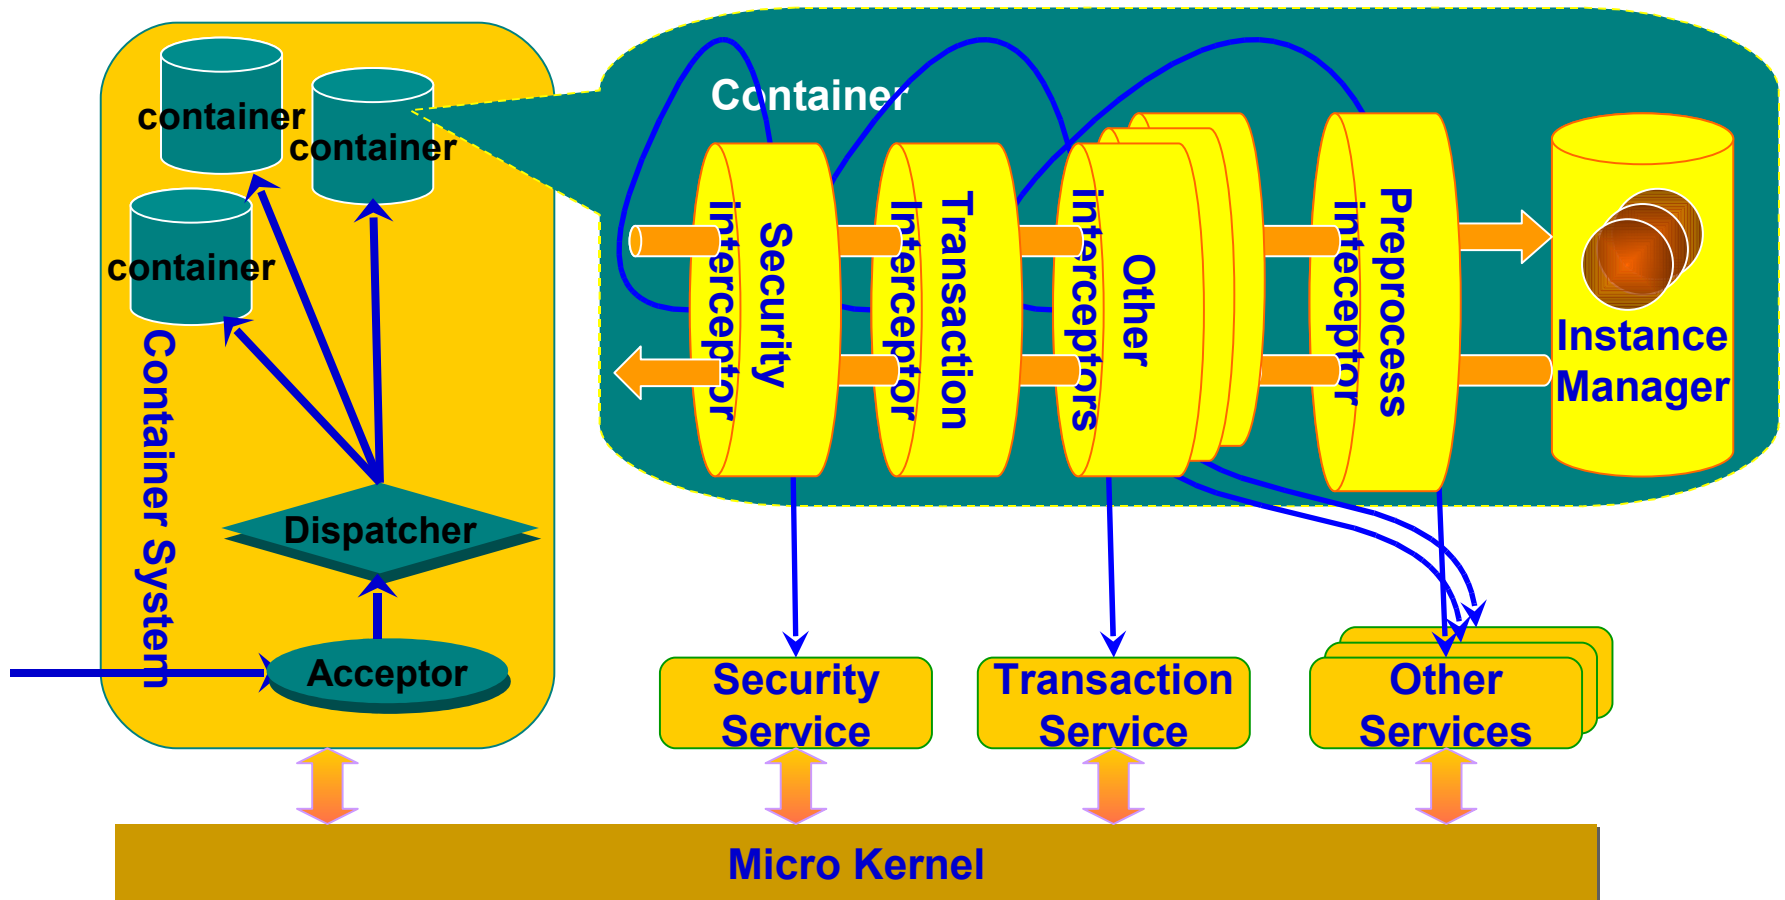 container
container
container
Container System
Dispatcher
Acceptor
Container
Security
interceptor
Transaction
Interceptor
Other
interceptors
Preprocess
inteceptor
Instance
Manager
Security
Service
Transaction
Service
Other
Services
Micro Kernel